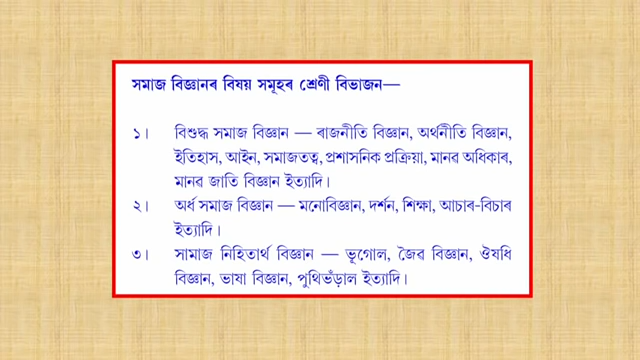 সমাজ বিজ্ঞানৰ বিষয় সমূহৰ শ্ৰেণী বিভাজন—
১। বিশুদ্ধ সমাজ বিজ্ঞান — ৰাজনীতি বিজ্ঞান, অৰ্থনীতি বিজ্ঞান,
ইতিহাস, আইন, সমাজতত্ব, প্ৰশাসনিক প্ৰক্ৰিয়া, মানৱ অধিকাৰ,
মানৱ জাতি বিজ্ঞান ইত্যাদি।
২। অৰ্ধ সমাজ বিজ্ঞান — মনোবিজ্ঞান, দৰ্শন, শিক্ষা, আচাৰ-বিচাৰ
ইত্যাদি।
৩। সামাজ নিহিতাৰ্থ বিজ্ঞান — ভূগোল, জৈৱ বিজ্ঞান, ঔষধি
বিজ্ঞান, ভাষা বিজ্ঞান, পুথিভঁড়াল ইত্যাদি।